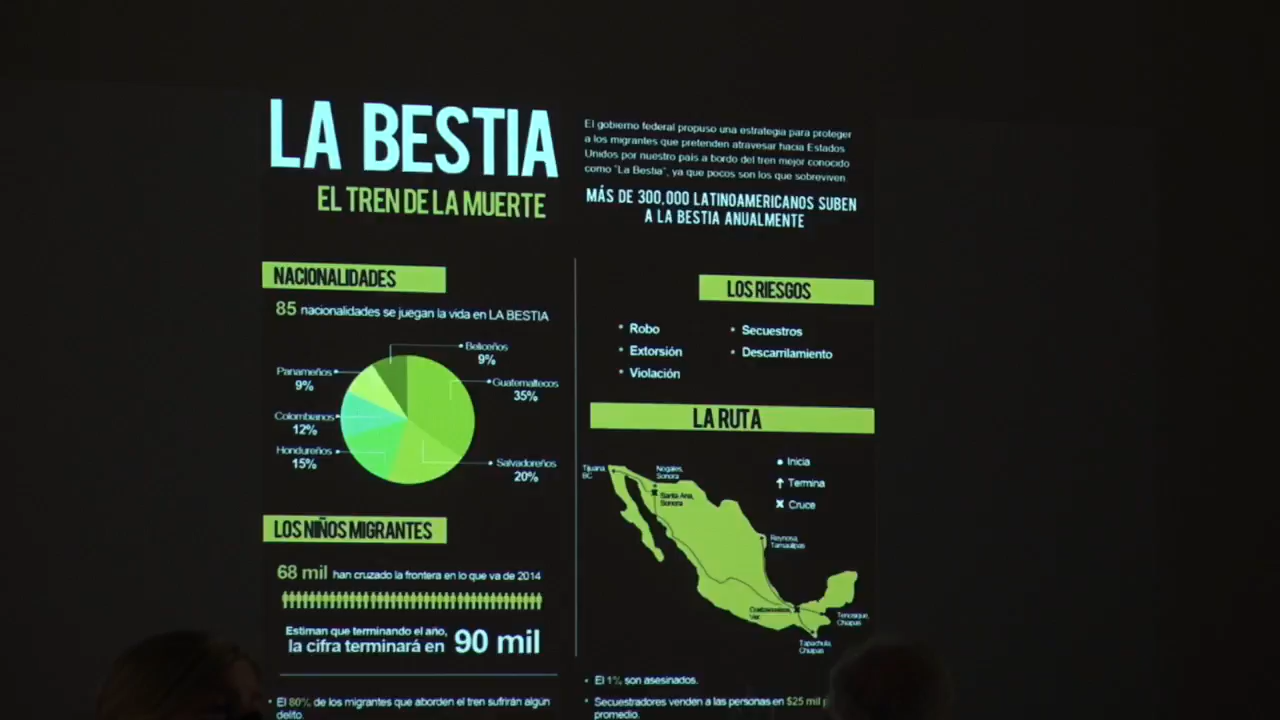 LA BESTIA
EL TREN DE LA MUERTE
El gobierno federal propuso una estrategia para proteger
a los migrantes que pretenden atravesar hacia Estados
Unidos por nuestro país a bordo del tren mejor conocido
como "La Bestia", ya que pocos son los que sobreviven.
MÁS DE 300,000 LATINOAMERICANOS SUBEN
A LA BESTIA ANUALMENTE
NACIONALIDADES
85 nacionalidades se juegan la vida en LA BESTIA
Beliceños
9%
Guatemaltecos
35%
Salvadoreños
20%
Panameños
9%
Colombianos
12%
Hondureños
15%
LOS NIÑOS MIGRANTES
68 mil han cruzado la frontera en lo que va de 2014
Estiman que terminando el año,
la cifra terminará en 90 mil
• El 80% de los migrantes que aborden el tren sufrirán algún
delito.
LOS RIESGOS
• Robo
• Extorsión
• Violación
• Secuestros
• Descarrilamiento
LA RUTA
Inicia
Termina
Cruce
Tijuana,
BC
Nogales,
Sonora
Santa Ana,
Sonora
Reynosa,
Tamaulipas
Coatzacoalcos,
Ver
Tenosique,
Chiapas
Tapachula,
Chiapas
• El 1% son asesinados.
• Secuestradores venden a las personas en $25 mil
promedio.